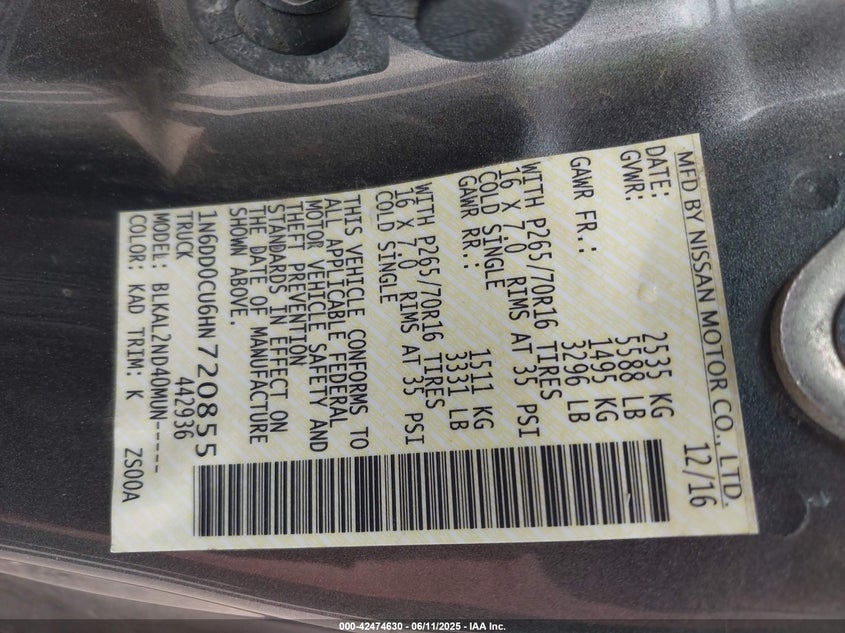 MFD BY NISSAN MOTOR CO., LTD.
DATE: 12/16
GVWR: 2535 KG
5588 LB
GAWR FR.: 1495 KG
3296 LB
WITH P265/70R16 TIRES
16 X 7.0 RIMS AT 35 PSI
COLD SINGLE
GAWR RR.: 1511 KG
3331 LB
WITH P265/70R16 TIRES
16 X 7.0 RIMS AT 35 PSI
COLD SINGLE
THIS VEHICLE CONFORMS TO
ALL APPLICABLE FEDERAL
MOTOR VEHICLE SAFETY AND
THEFT PREVENTION
STANDARDS IN EFFECT ON
THE DATE OF MANUFACTURE
SHOWN ABOVE.
1N6DD0CU6HN720855
TRUCK 442936
MODEL: BLKAL2ND40MUN-----
COLOR: KAD TRIM: K ZS00A
000-42474630 - 06/11/2025 - IAA Inc.